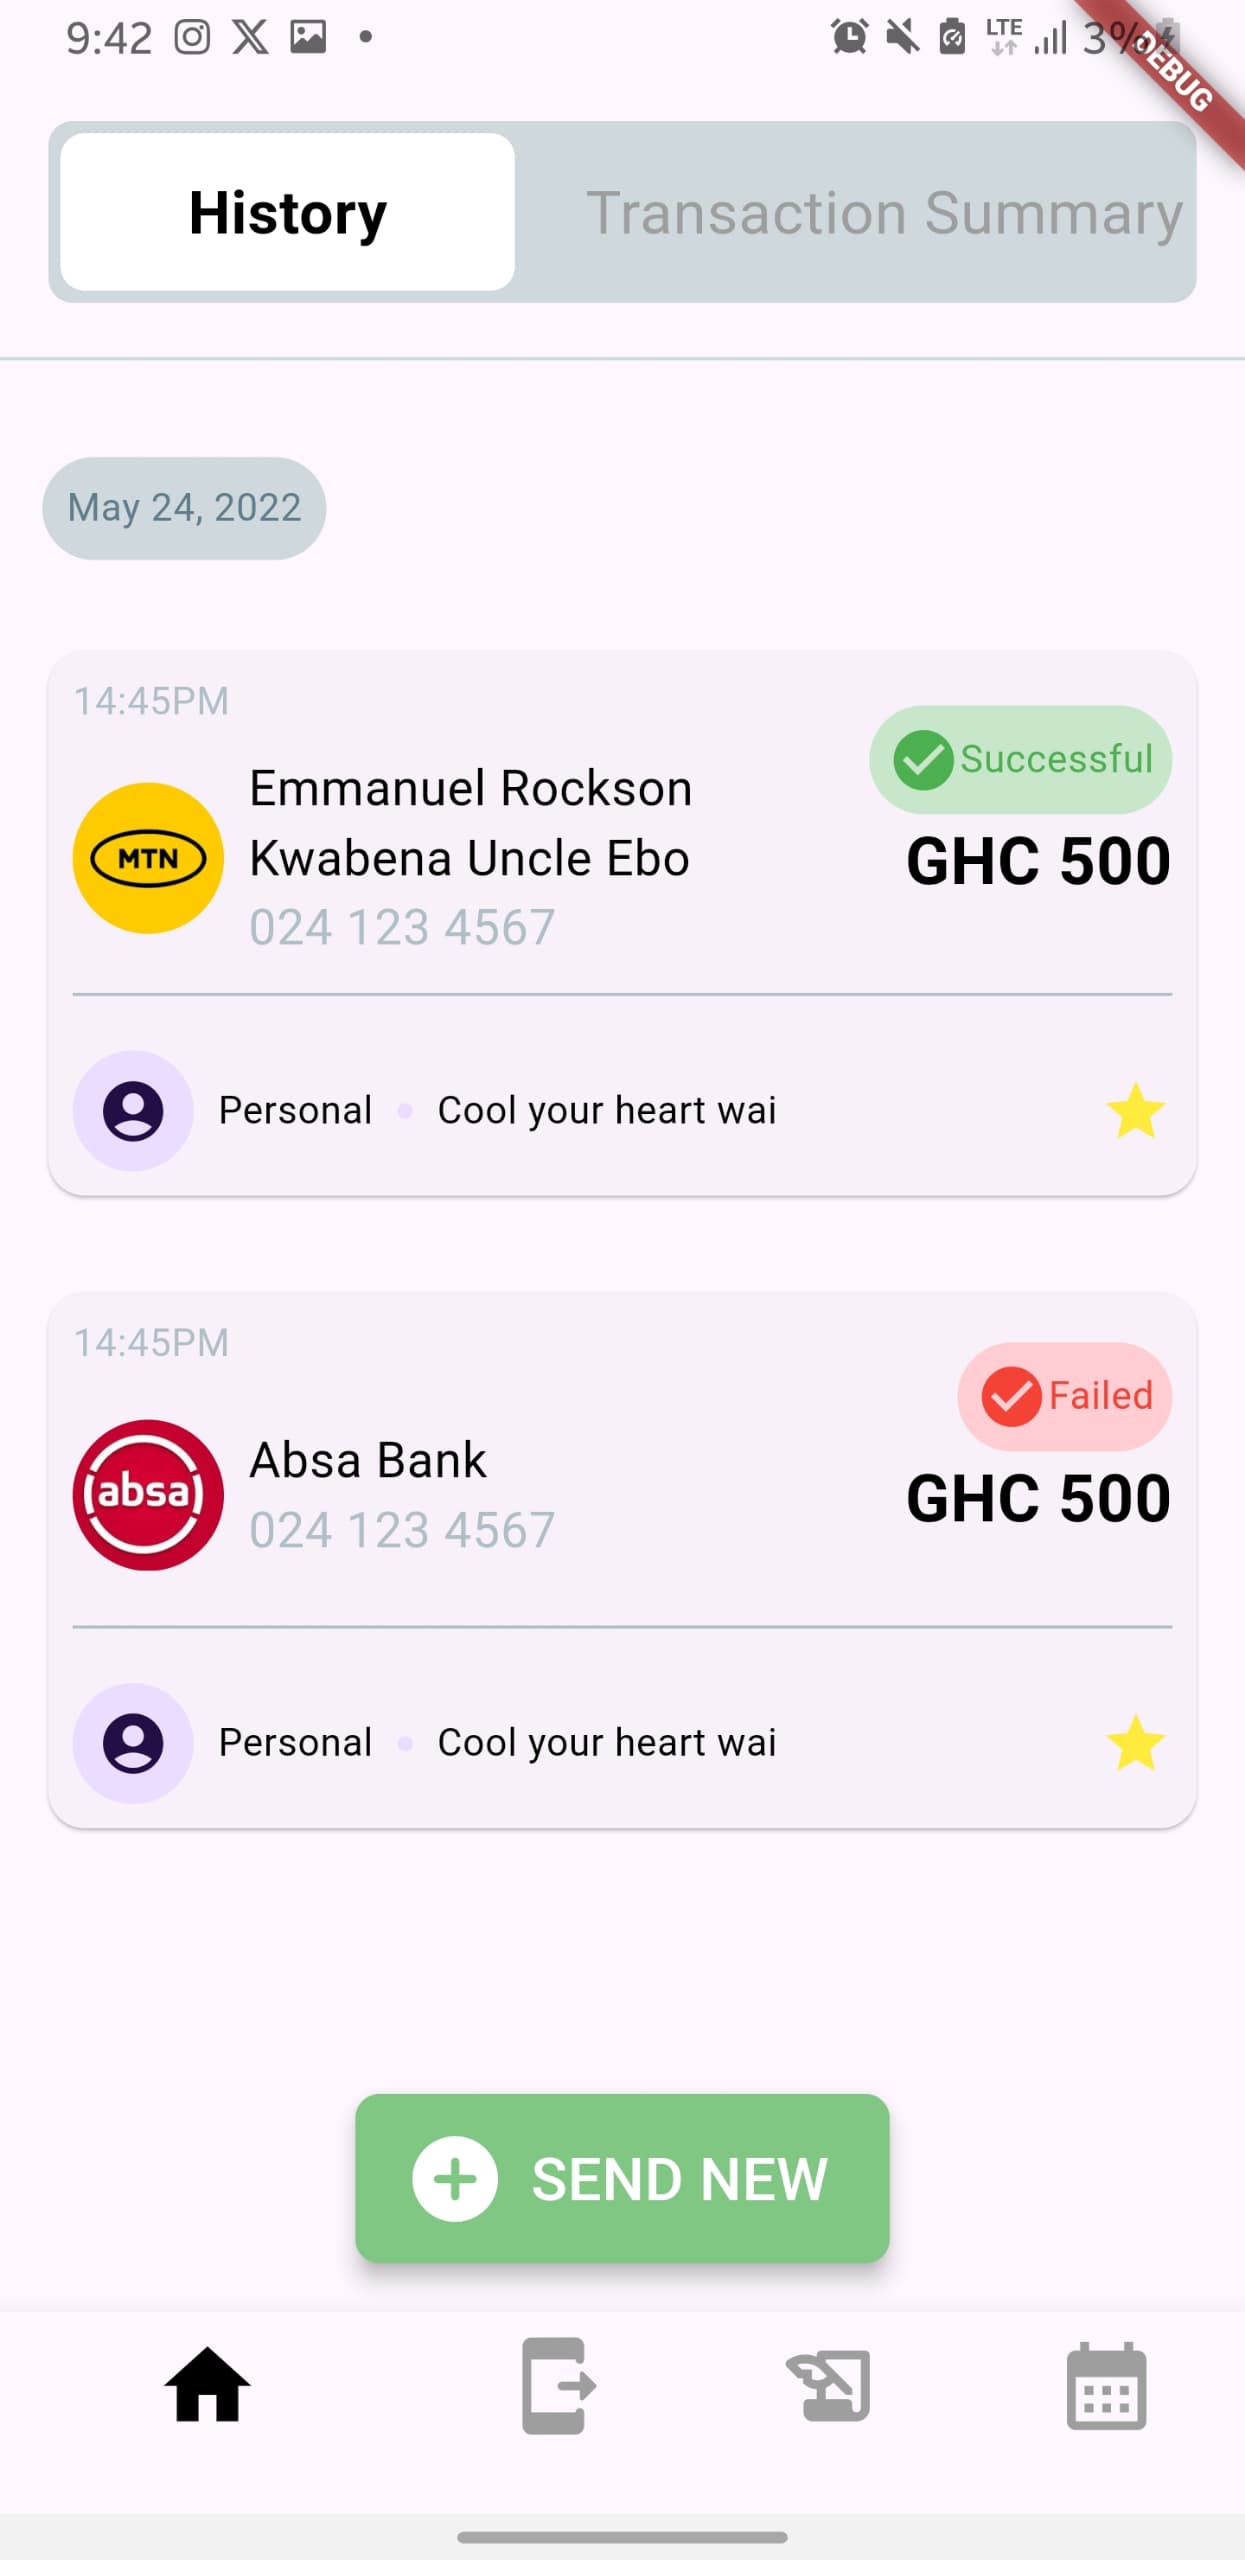 9:42
LTE
3%
DEBUG
History
Transaction Summary
May 24, 2022
14:45PM
Successful
MTN
Emmanuel Rockson
Kwabena Uncle Ebo
GHC 500
024 123 4567
Personal
Cool your heart wai
14:45PM
Failed
absa
Absa Bank
GHC 500
024 123 4567
Personal
Cool your heart wai
SEND NEW